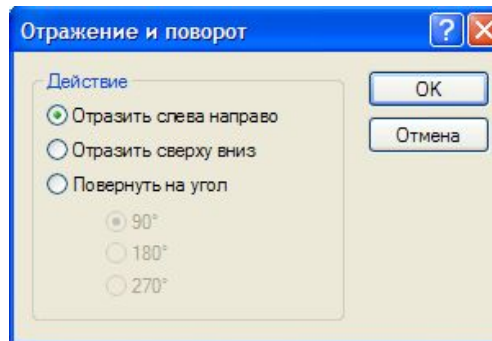 Отражение и поворот
Действие
Отразить слева направо
Отразить сверху вниз
Повернуть на угол
90°
180°
270°
OK
Отмена